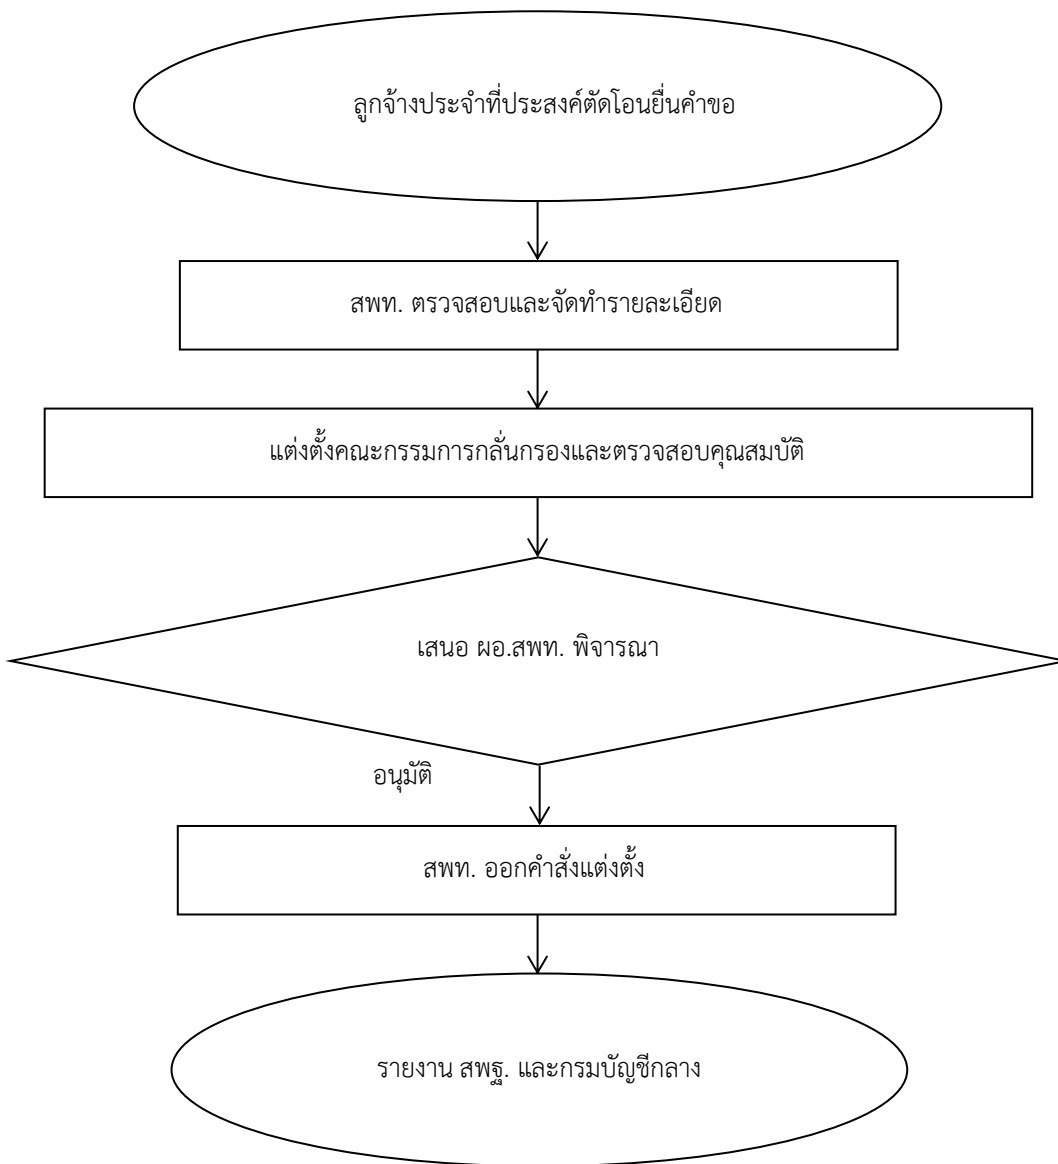 ลูกจ้างประจำที่ประสงค์ตัดโอนยื่นคำขอ
สพท. ตรวจสอบและจัดทำรายละเอียด
แต่งตั้งคณะกรรมการกลั่นกรองและตรวจสอบคุณสมบัติ
เสนอ ผอ.สพท. พิจารณา
อนุมัติ
สพท. ออกคำสั่งแต่งตั้ง
รายงาน สพฐ. และกรมบัญชีกลาง